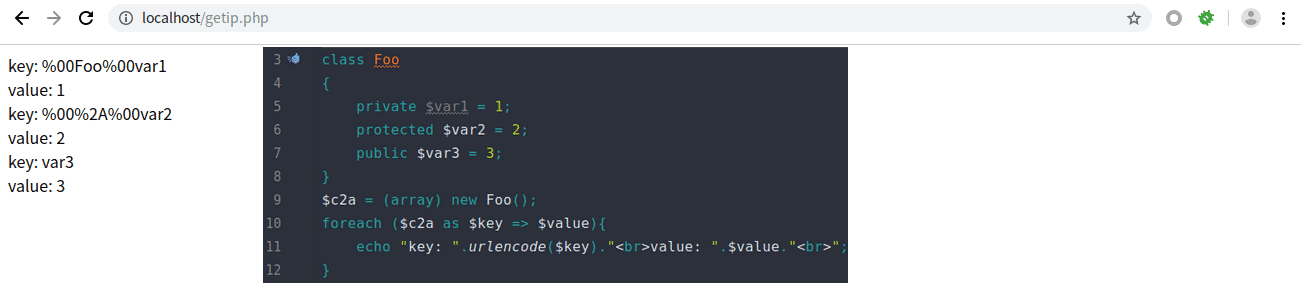 localhost/getip.php
key: %00Foo%00var1
value: 1
key: %00%2A%00var2
value: 2
key: var3
value: 3
3 class Foo
4 {
5 private $var1 = 1;
6 protected $var2 = 2;
7 public $var3 = 3;
8 }
9 $c2a = (array) new Foo();
10 foreach ($c2a as $key => $value){
11 echo "key: ".urlencode($key)."<br>value: ".$value."<br>";
12 }